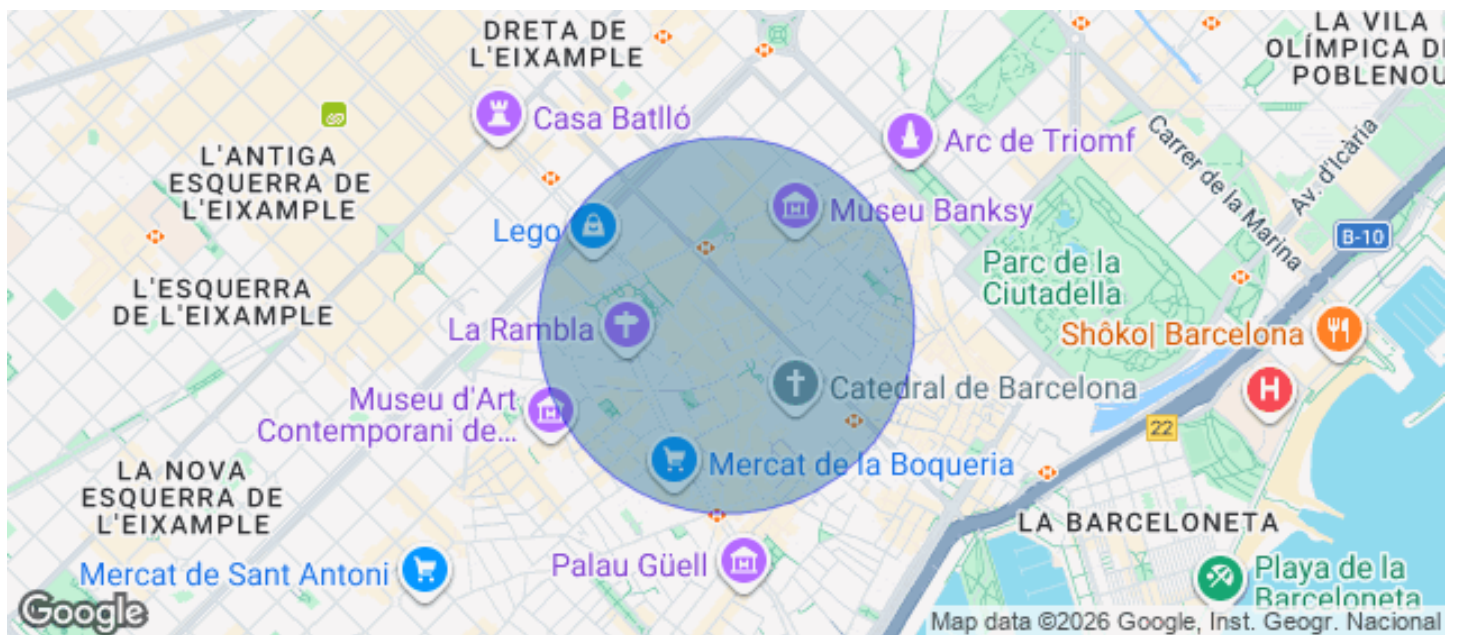 DRETA DE
L'EIXAMPLE
LA VILA
OLÍMPICA D
POBLENOU
Casa Batlló
Arc de Triomf
Carrer de la Marina
Av. d'Icària
L'ANTIGA
ESQUERRA DE
L'EIXAMPLE
Lego
Museu Banksy
B-10
Parc de la
Ciutadella
L'ESQUERRA
DE L'EIXAMPLE
La Rambla
Shôko| Barcelona
Museu d'Art
Contemporani de...
Catedral de Barcelona
H
22
LA NOVA
ESQUERRA DE
L'EIXAMPLE
Mercat de la Boqueria
LA BARCELONETA
Mercat de Sant Antoni
Palau Güell
Playa de la
Barceloneta
Google
Map data ©2026 Google, Inst. Geogr. Nacional